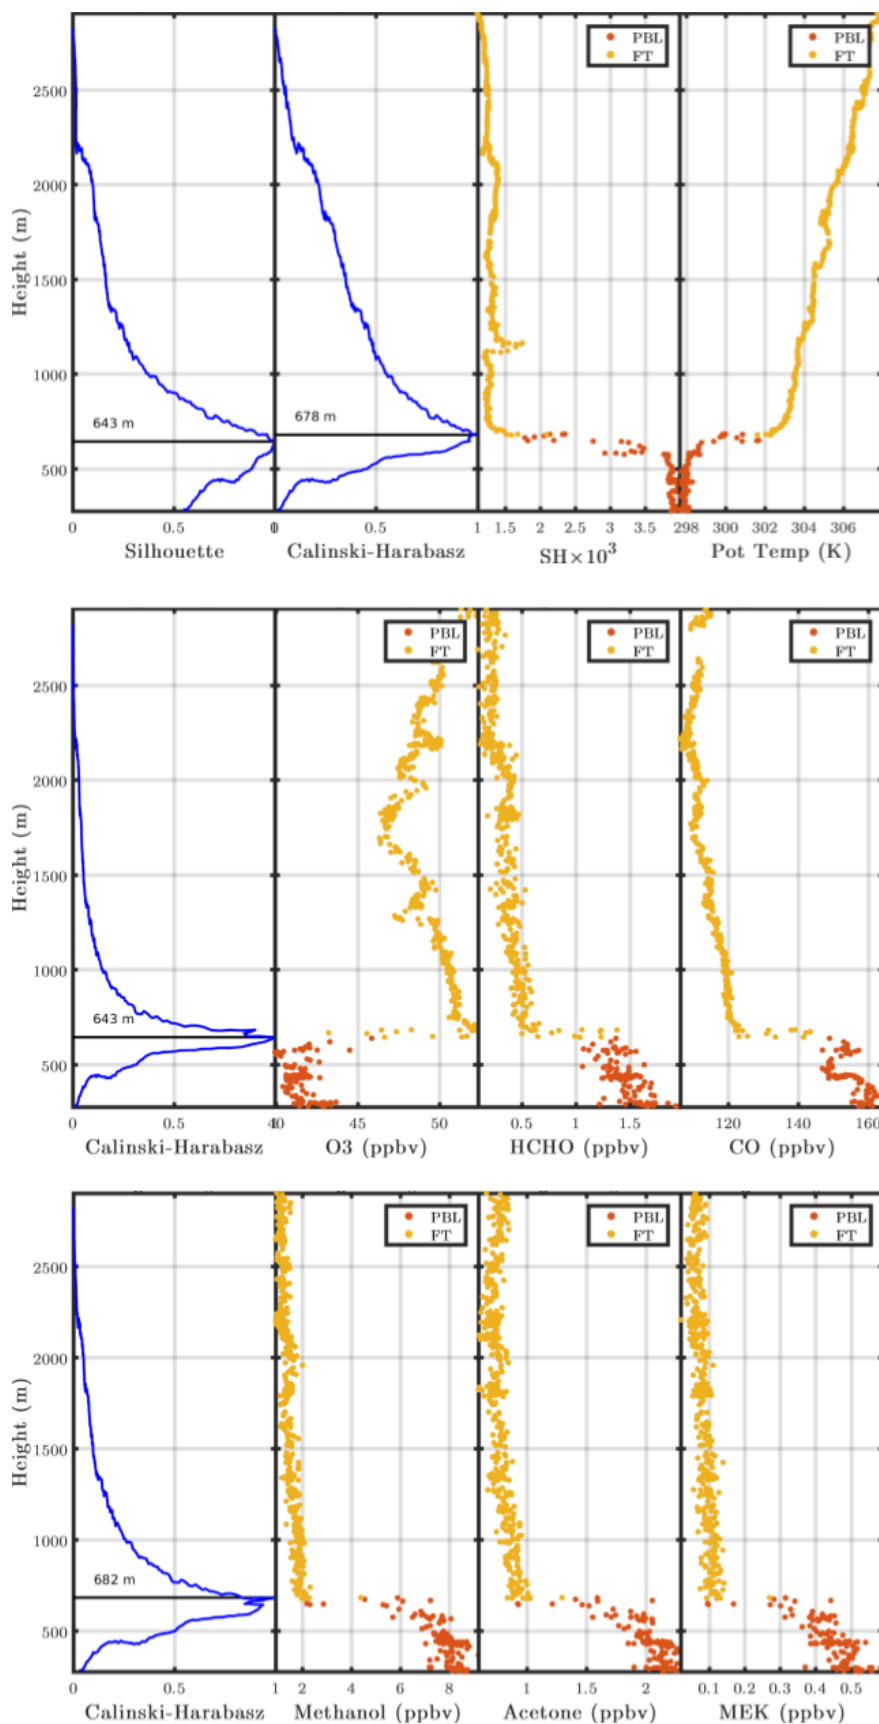 PBL
FT
PBL
FT
2500
2000
1500
1000
500
Height (m)
643 m
678 m
0 0.5 1
0 0.5 1
1.5 2 2.5 3 3.5
298 300 302 304 306
Silhouette Calinski-Harabasz SH×10³ Pot Temp (K)
PBL
FT
PBL
FT
PBL
FT
2500
2000
1500
1000
500
Height (m)
643 m
0 0.5 1
40 45 50
0.5 1 1.5
120 140 160
Calinski-Harabasz O3 (ppbv) HCHO (ppbv) CO (ppbv)
PBL
FT
PBL
FT
PBL
FT
2500
2000
1500
1000
500
Height (m)
682 m
0 0.5 1
2 4 6 8
1 1.5 2
0.1 0.2 0.3 0.4 0.5
Calinski-Harabasz Methanol (ppbv) Acetone (ppbv) MEK (ppbv)